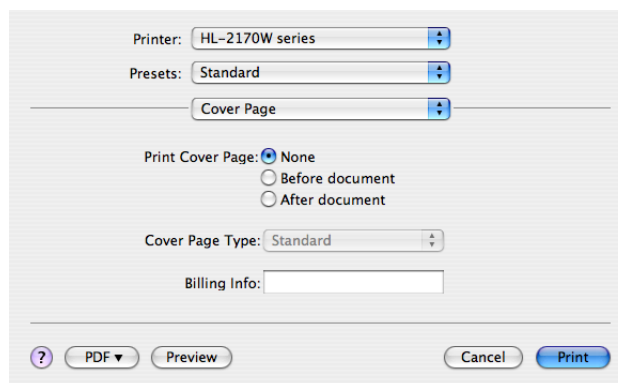 Printer: HL-2170W series
Presets: Standard
Cover Page
Print Cover Page: None
Before document
After document
Cover Page Type: Standard
Billing Info:
? PDF ▼ Preview Cancel Print